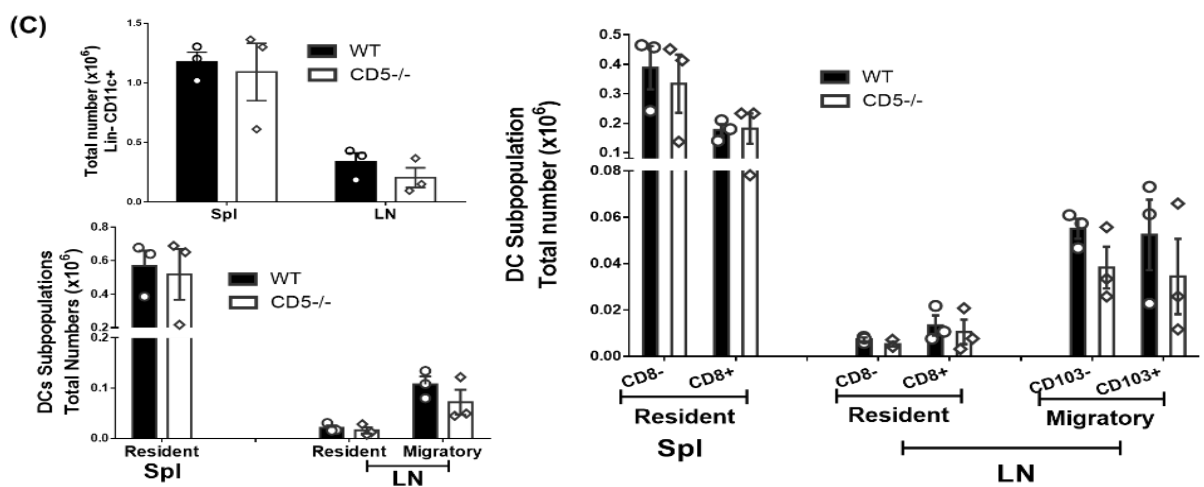 (C)
Total number (x10⁶)
Lin- CD11c+
1.5
1.0
0.5
0.0
WT
CD5-/-
Spl
LN
DCs Subpopulations
Total Numbers (x10⁶)
0.8
0.6
0.4
0.2
0.2
0.1
0.0
WT
CD5-/-
Resident
Resident
Migratory
Spl
LN
DC Subpopulation
Total number (x10⁶)
0.5
0.4
0.3
0.2
0.1
0.08
0.06
0.04
0.02
0.00
WT
CD5-/-
CD8-
CD8+
CD8-
CD8+
CD103-
CD103+
Resident
Resident
Migratory
Spl
LN